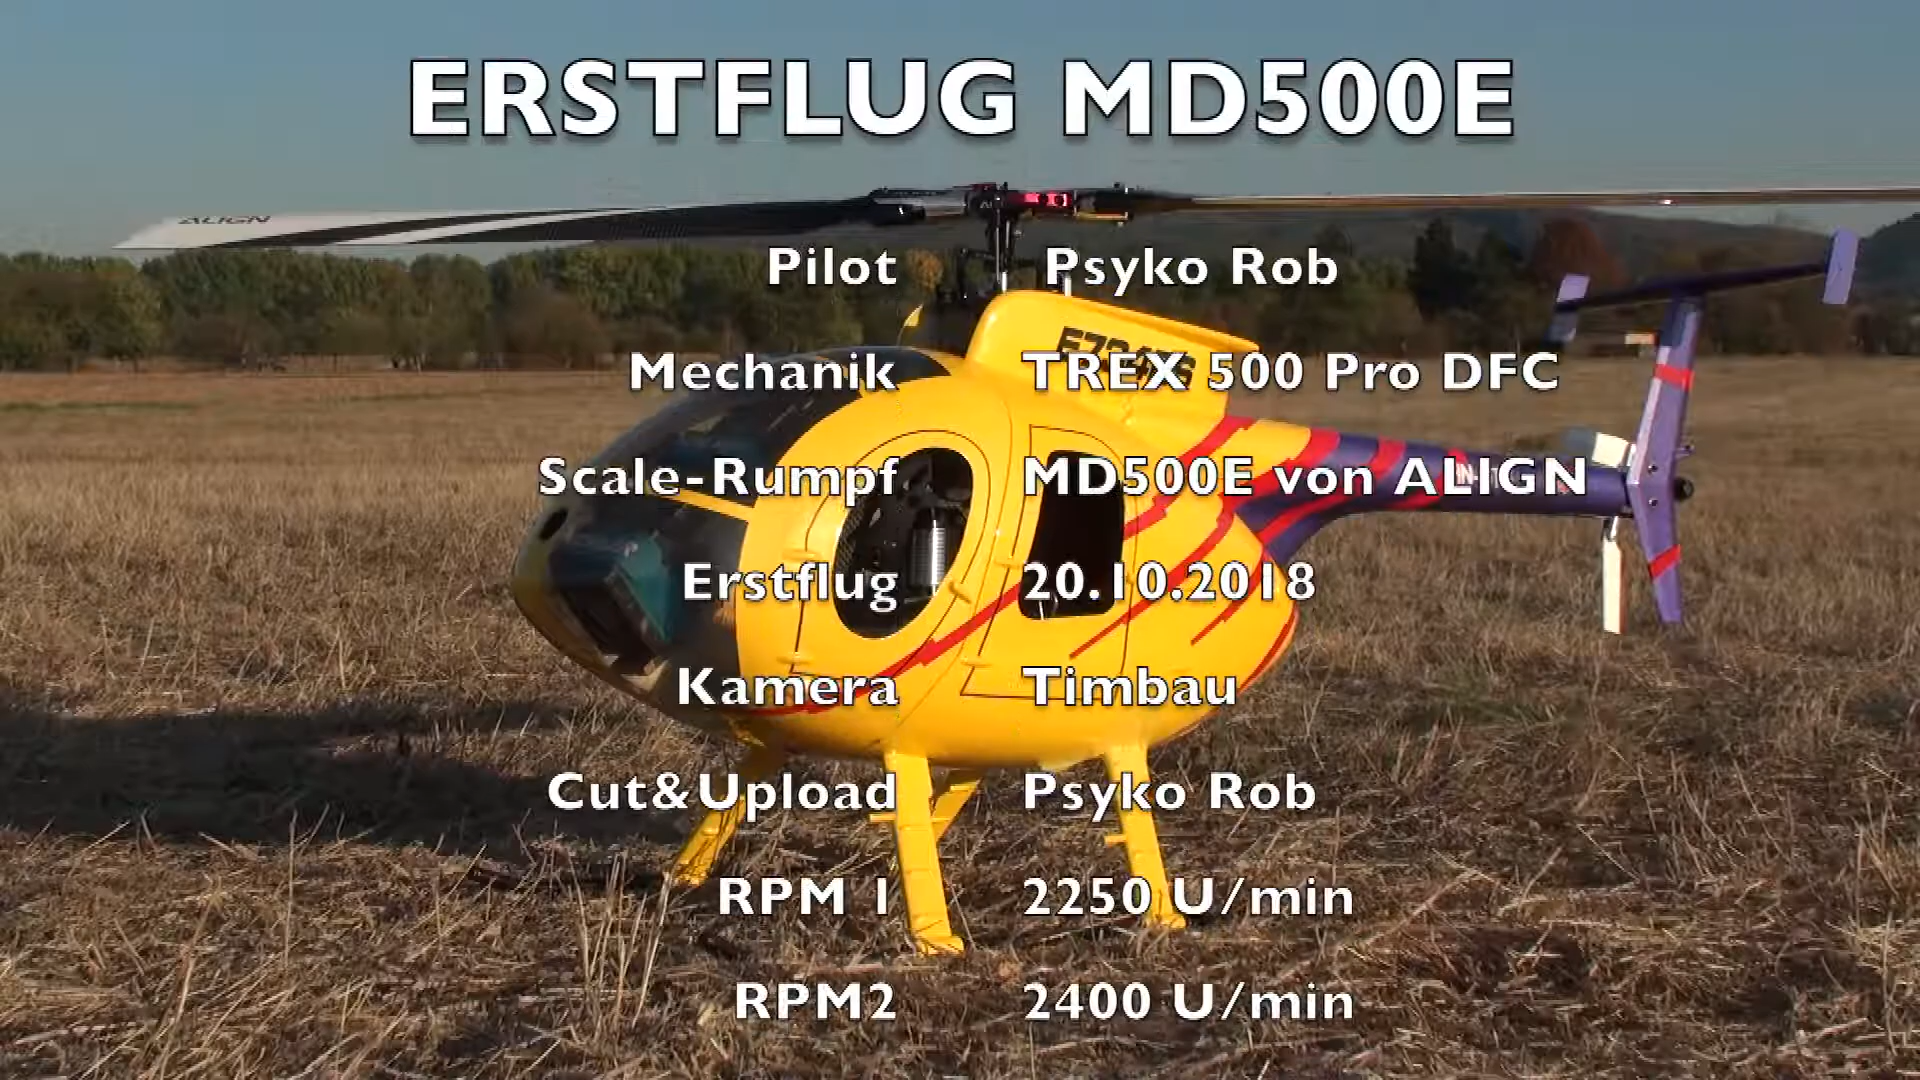 ERSTFLUG MD500E
ALIGN
Pilot Psyko Rob
Mechanik TREX 500 Pro DFC
Scale-Rumpf MD500E von ALIGN
Erstflug 20.10.2018
Kamera Timbau
Cut&Upload Psyko Rob
RPM 1 2250 U/min
RPM2 2400 U/min